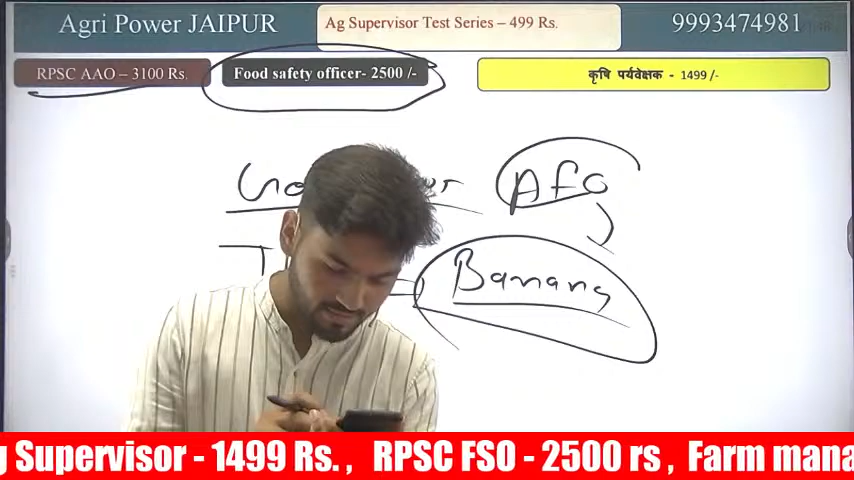 Agri Power JAIPUR
Ag Supervisor Test Series – 499 Rs.
9993474981
RPSC AAO – 3100 Rs.
Food safety officer- 2500 /-
कृषि पर्यवेक्षक - 1499 /-
AFO
Banana
g Supervisor - 1499 Rs. , RPSC FSO - 2500 rs , Farm mana